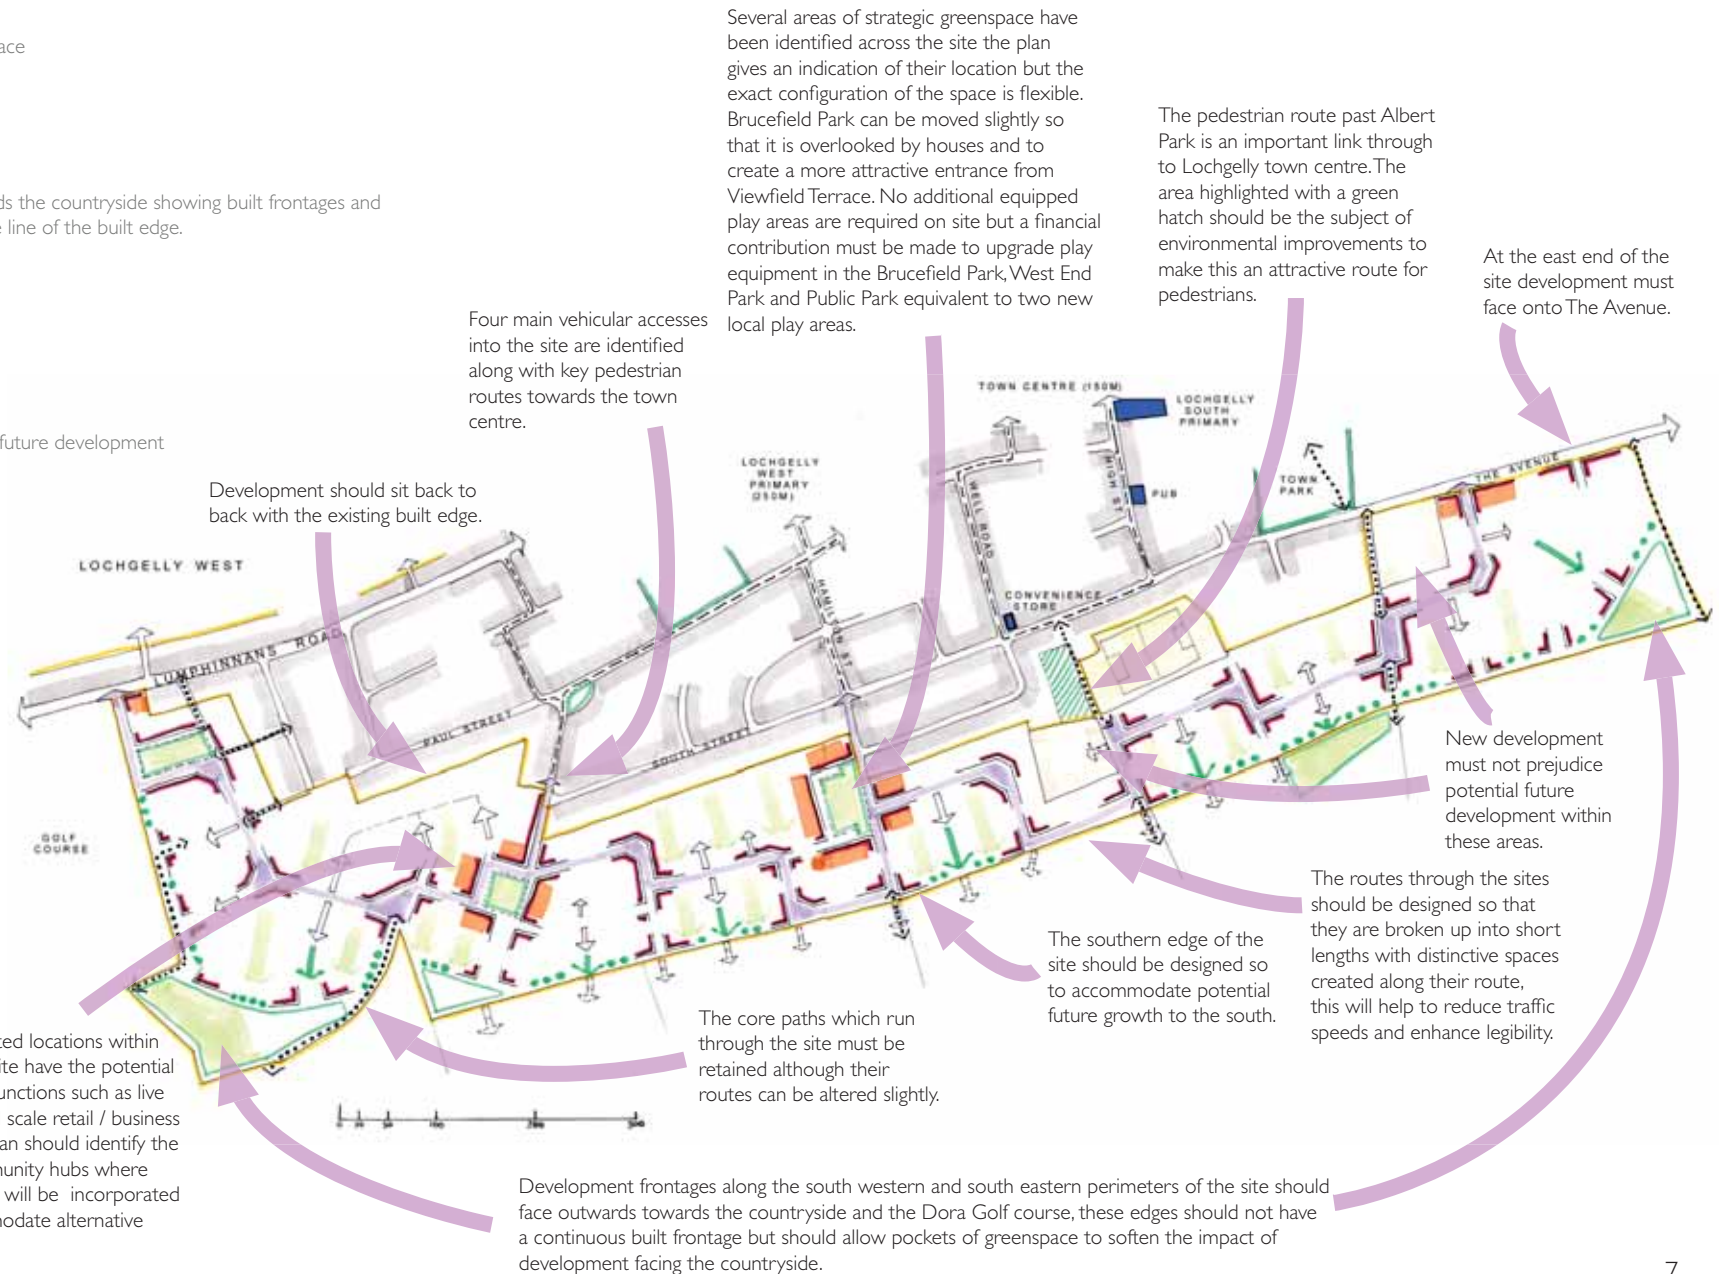 ace
ds the countryside showing built frontages and
e line of the built edge.
future development
Several areas of strategic greenspace have
been identified across the site the plan
gives an indication of their location but the
exact configuration of the space is flexible.
Brucefield Park can be moved slightly so
that it is overlooked by houses and to
create a more attractive entrance from
Viewfield Terrace. No additional equipped
play areas are required on site but a financial
contribution must be made to upgrade play
equipment in the Brucefield Park, West End
Park and Public Park equivalent to two new
local play areas.
The pedestrian route past Albert
Park is an important link through
to Lochgelly town centre. The
area highlighted with a green
hatch should be the subject of
environmental improvements to
make this an attractive route for
pedestrians.
At the east end of the
site development must
face onto The Avenue.
Four main vehicular accesses
into the site are identified
along with key pedestrian
routes towards the town
centre.
Development should sit back to
back with the existing built edge.
TOWN CENTRE (150M)
LOCHGELLY
SOUTH
PRIMARY
LOCHGELLY
WEST
PRIMARY
(250M)
HIGH ST
PUB
WELL ROAD
TOWN
PARK
THE AVENUE
LOCHGELLY WEST
CONVENIENCE
STORE
HAMILTON ST
LUMPHINNANS ROAD
PAUL STREET
SOUTH STREET
GOLF
COURSE
New development
must not prejudice
potential future
development within
these areas.
The routes through the sites
should be designed so that
they are broken up into short
lengths with distinctive spaces
created along their route,
this will help to reduce traffic
speeds and enhance legibility.
The southern edge of the
site should be designed so
to accommodate potential
future growth to the south.
The core paths which run
through the site must be
retained although their
routes can be altered slightly.
ted locations within
ite have the potential
unctions such as live
scale retail / business
an should identify the
unity hubs where
will be incorporated
odate alternative
0 50 100 200 300
Development frontages along the south western and south eastern perimeters of the site should
face outwards towards the countryside and the Dora Golf course, these edges should not have
a continuous built frontage but should allow pockets of greenspace to soften the impact of
development facing the countryside.
7